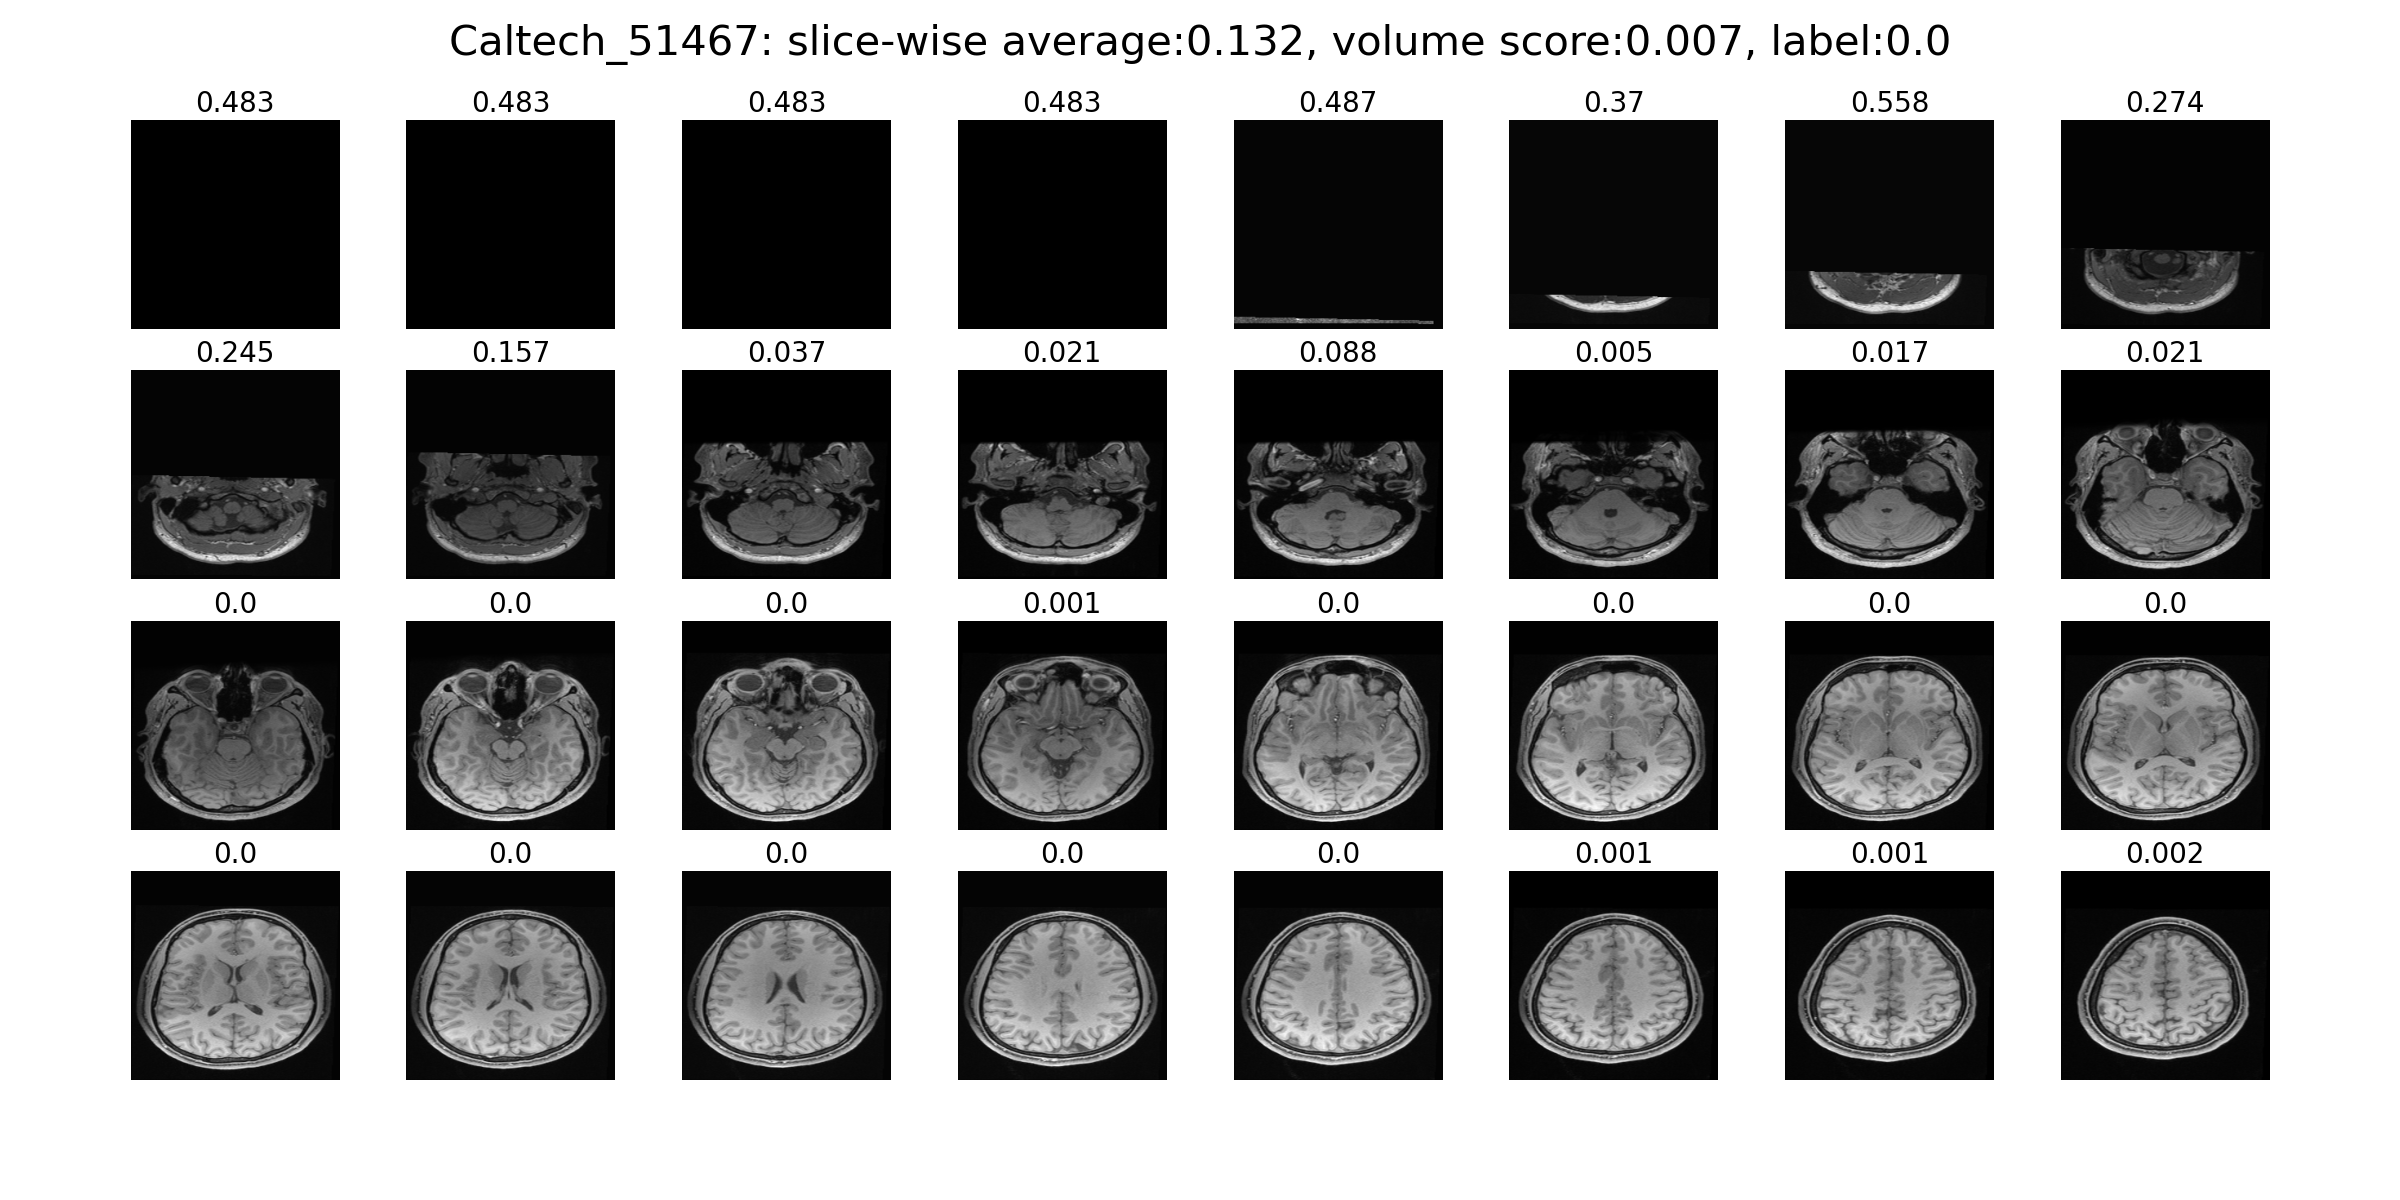 Caltech_51467: slice-wise average:0.132, volume score:0.007, label:0.0
0.483 0.483 0.483 0.483 0.487 0.37 0.558 0.274
0.245 0.157 0.037 0.021 0.088 0.005 0.017 0.021
0.0 0.0 0.0 0.001 0.0 0.0 0.0 0.0
0.0 0.0 0.0 0.0 0.0 0.001 0.001 0.002